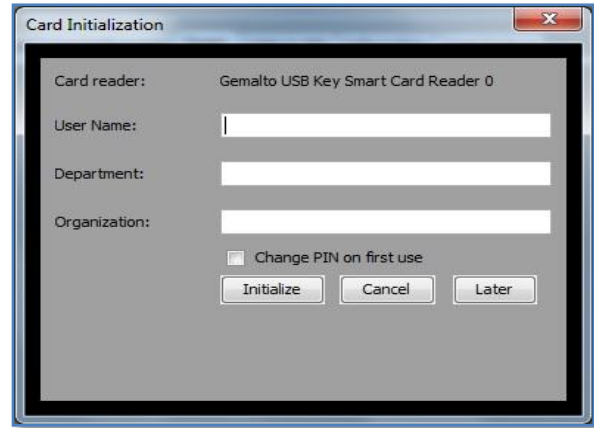 Card Initialization
Card reader: Gemalto USB Key Smart Card Reader 0
User Name:
Department:
Organization:
Change PIN on first use
Initialize Cancel Later